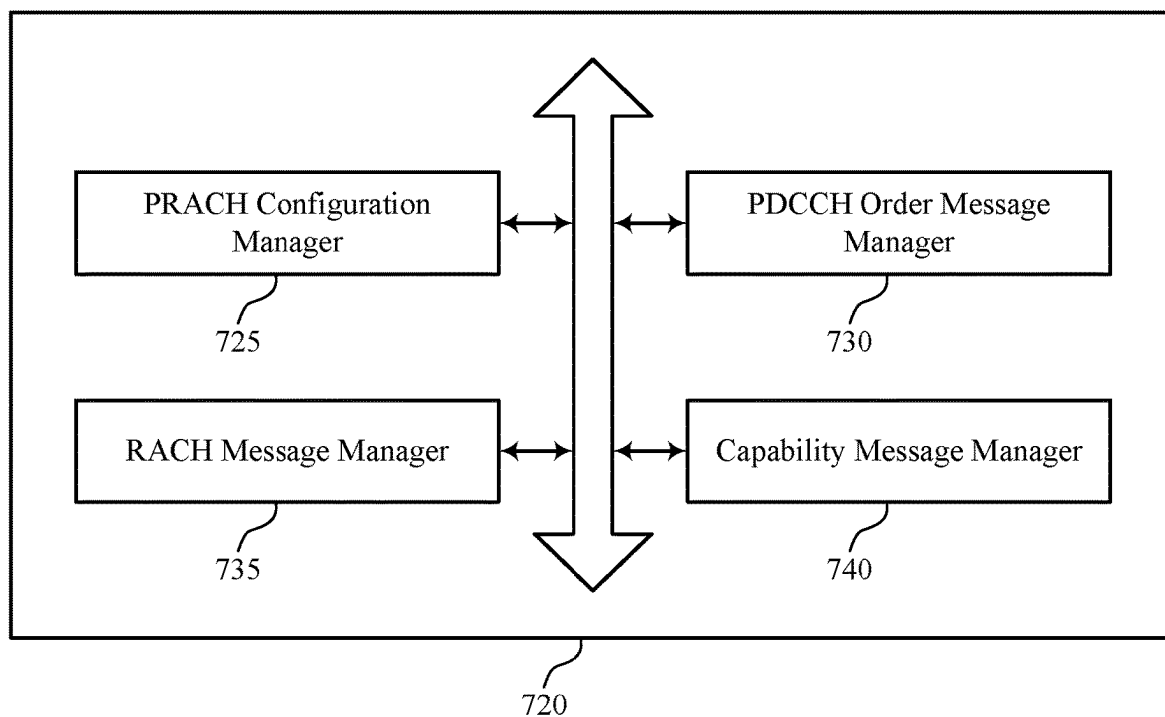 PRACH Configuration
Manager
725
PDCCH Order Message
Manager
730
RACH Message Manager
735
Capability Message Manager
740
720